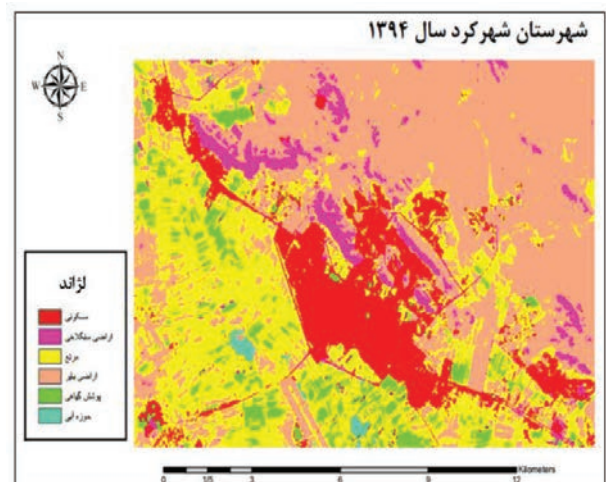 شهرستان شهرکرد سال ۱۳۹۴
N
W E
S
لژاند
مسکونی
اراضی سنگلاخی
مرتع
اراضی بایر
پوشش گیاهی
حوزه آبی
Kilometers
0 1/5 3 6 9 12